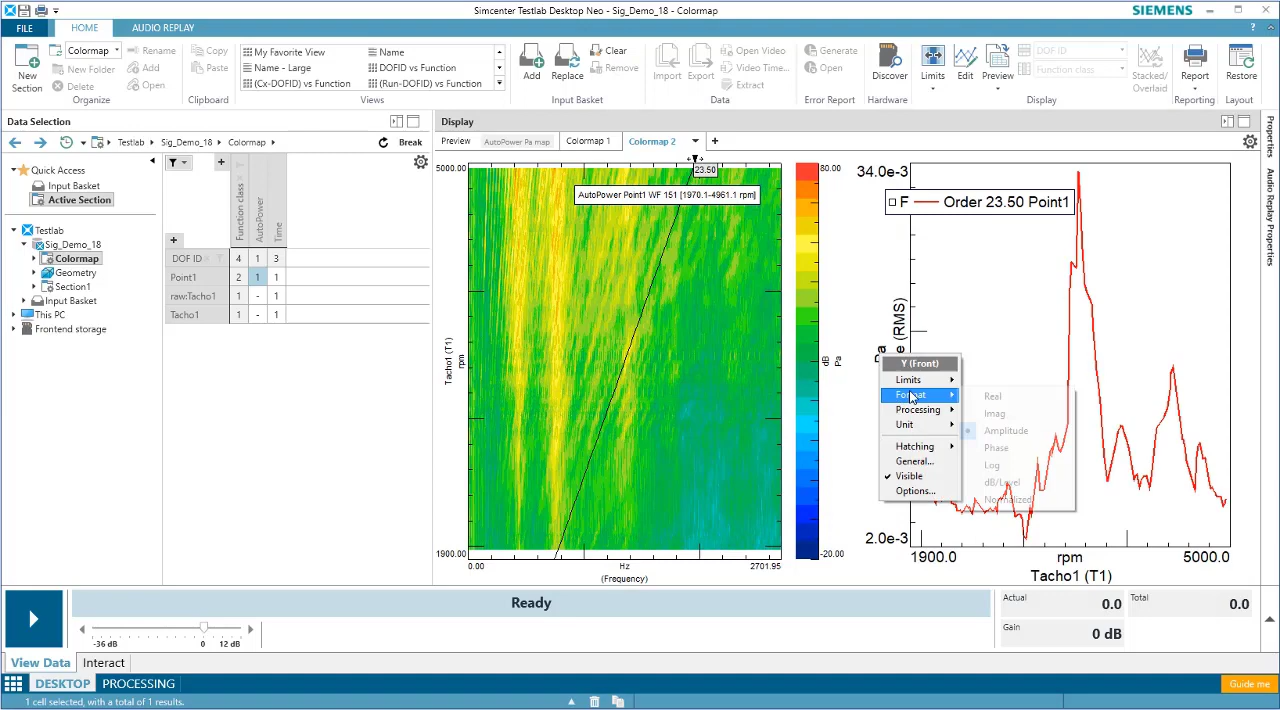 Simcenter Testlab Desktop Neo - Sig_Demo_18 - Colormap
SIEMENS
FILE
HOME
AUDIO REPLAY
New Section
Colormap
New Folder
Delete
Rename
Add
Open
Organize
Copy
Paste
Clipboard
My Favorite View
Name - Large
(Cx-DOFID) vs Function
Name
DOFID vs Function
(Run-DOFID) vs Function
Views
Add
Replace
Clear
Remove
Input Basket
Import
Export
Open Video
Video Time...
Extract
Data
Generate
Open
Error Report
Discover
Hardware
Limits
Edit
Preview
DOF ID
Function class
Stacked/
Overlaid
Display
Report
Reporting
Restore
Layout
Data Selection
Testlab
Sig_Demo_18
Colormap
Break
Quick Access
Input Basket
Active Section
Testlab
Sig_Demo_18
Colormap
Geometry
Section1
Input Basket
This PC
Frontend storage
Function class
AutoPower
Time
DOF ID 4 1 3
Point1 2 1 1
raw:Tacho1 1 - 1
Tacho1 1 - 1
Display
Preview
AutoPower Pa map
Colormap 1
Colormap 2
5000.00
23.50
AutoPower Point1 WF 151 [1970.1-4961.1 rpm]
Tacho1 (T1)
rpm
1900.00
0.00
Hz
2701.95
(Frequency)
80.00
dB
Pa
-20.00
34.0e-3
F
Order 23.50 Point1
(RMS)
2.0e-3
1900.0
rpm
5000.0
Tacho1 (T1)
Y (Front)
Limits
Format
Processing
Unit
Hatching
General...
Visible
Options...
Real
Imag
Amplitude
Phase
Log
dB/Level
Normalized
Properties
Audio Replay Properties
Ready
-36 dB
0
12 dB
Actual
0.0
Total
0.0
Gain
0 dB
View Data
Interact
DESKTOP
PROCESSING
Guide me
1 cell selected, with a total of 1 results.